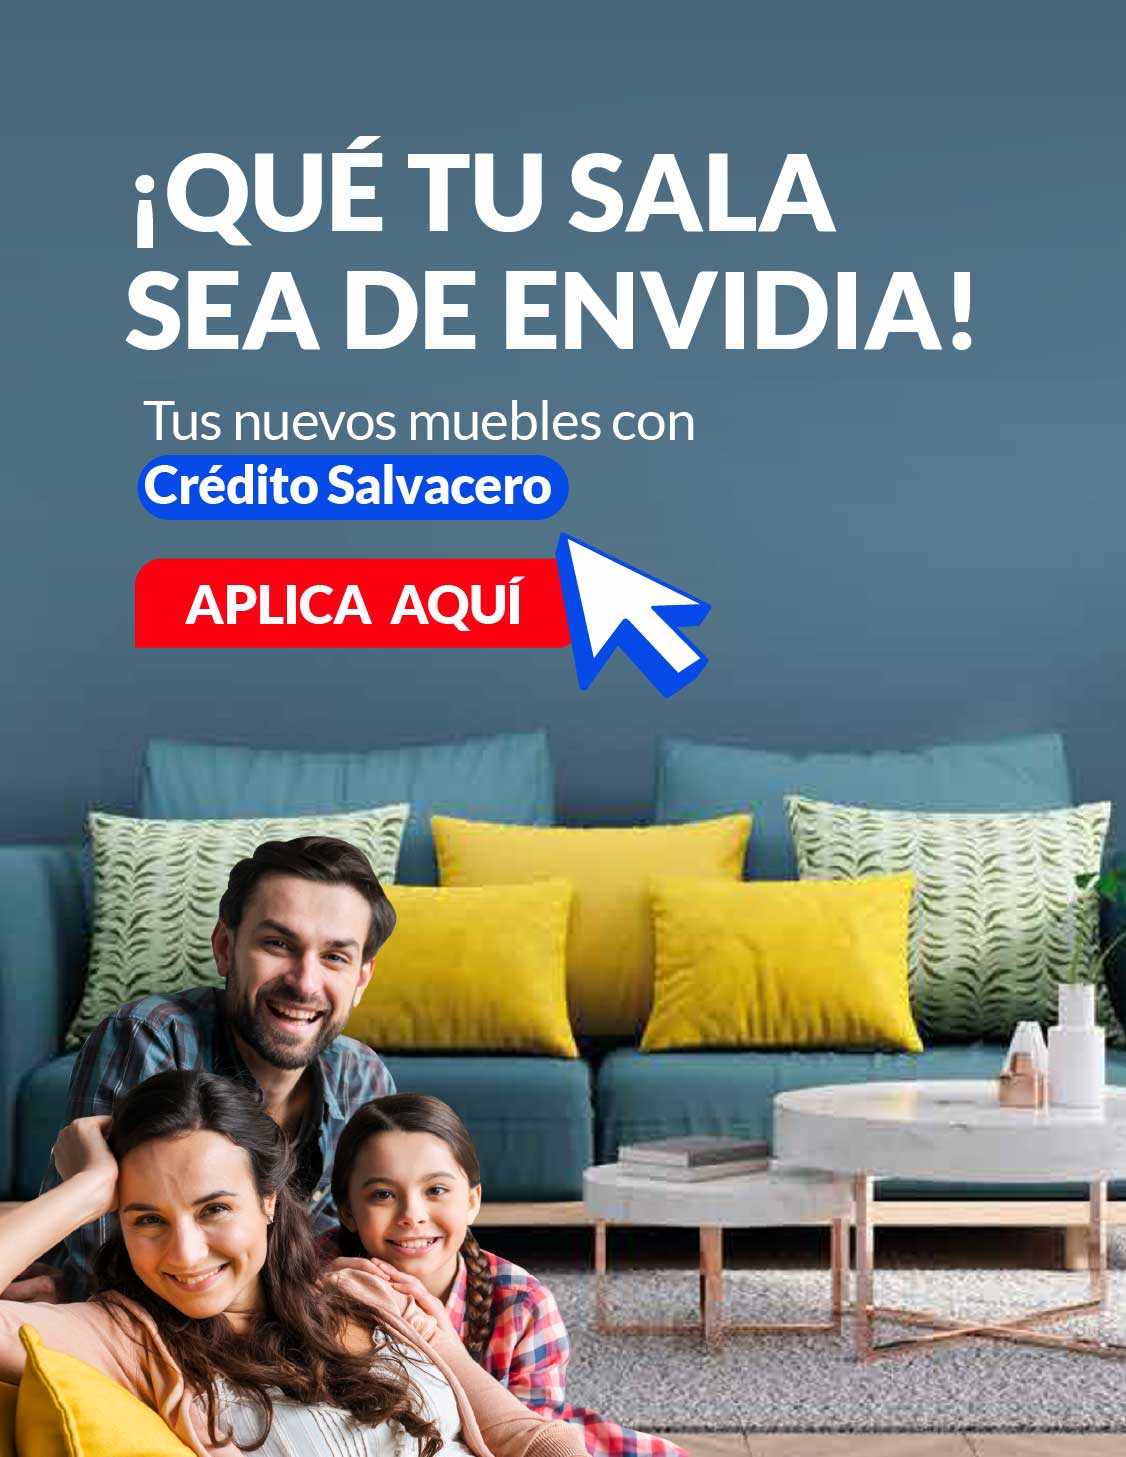 ¡QUÉ TU SALA
SEA DE ENVIDIA!
Tus nuevos muebles con
Crédito Salvacero
APLICA AQUÍ